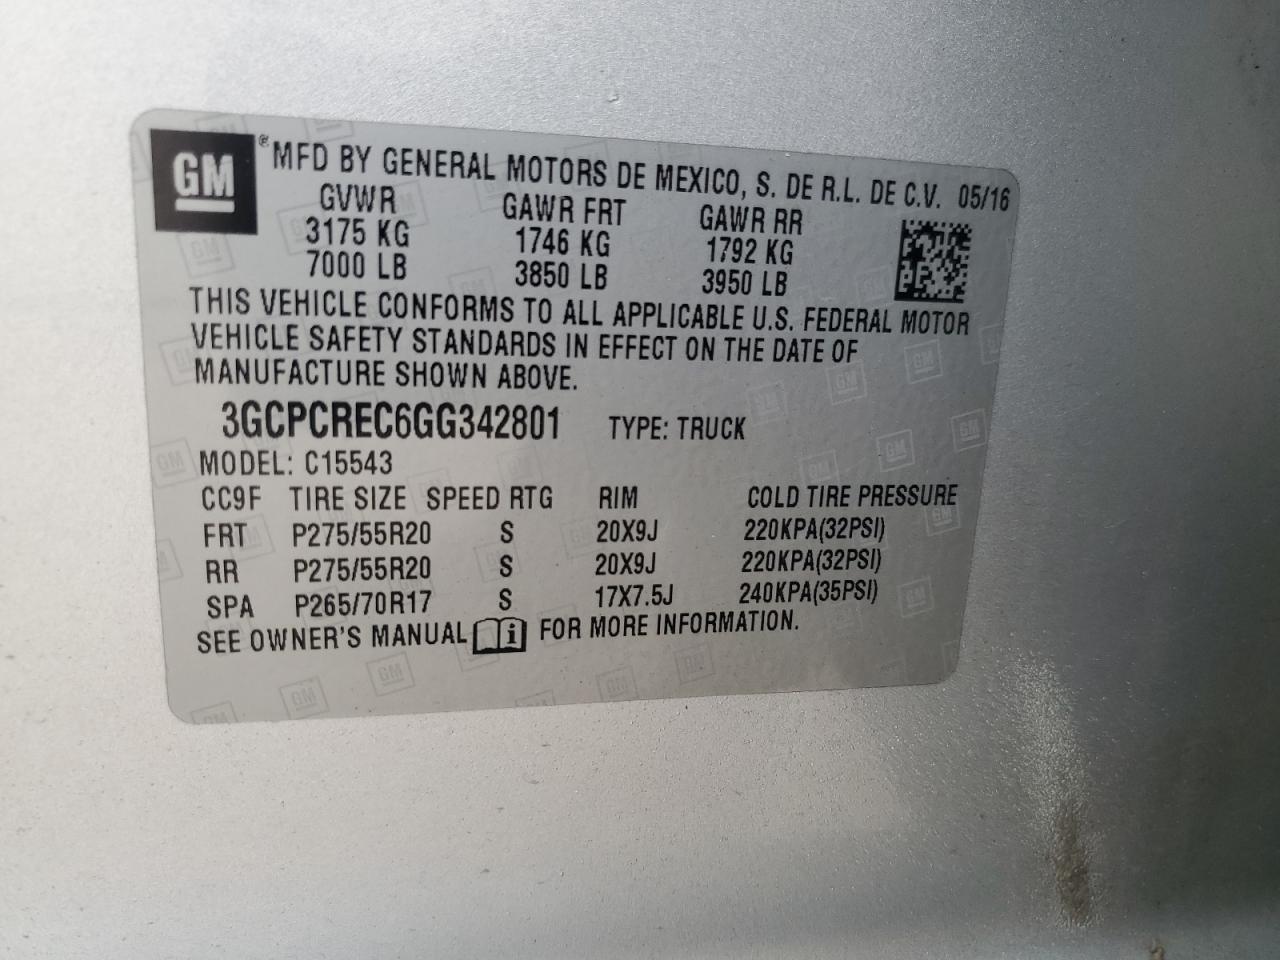 GM ® MFD BY GENERAL MOTORS DE MEXICO, S. DE R.L. DE C.V. 05/16
GVWR GAWR FRT GAWR RR
3175 KG 1746 KG 1792 KG
7000 LB 3850 LB 3950 LB
THIS VEHICLE CONFORMS TO ALL APPLICABLE U.S. FEDERAL MOTOR
VEHICLE SAFETY STANDARDS IN EFFECT ON THE DATE OF
MANUFACTURE SHOWN ABOVE.
3GCPCREC6GG342801 TYPE: TRUCK
MODEL: C15543
CC9F TIRE SIZE SPEED RTG RIM COLD TIRE PRESSURE
FRT P275/55R20 S 20X9J 220KPA(32PSI)
RR P275/55R20 S 20X9J 220KPA(32PSI)
SPA P265/70R17 S 17X7.5J 240KPA(35PSI)
SEE OWNER'S MANUAL i FOR MORE INFORMATION.